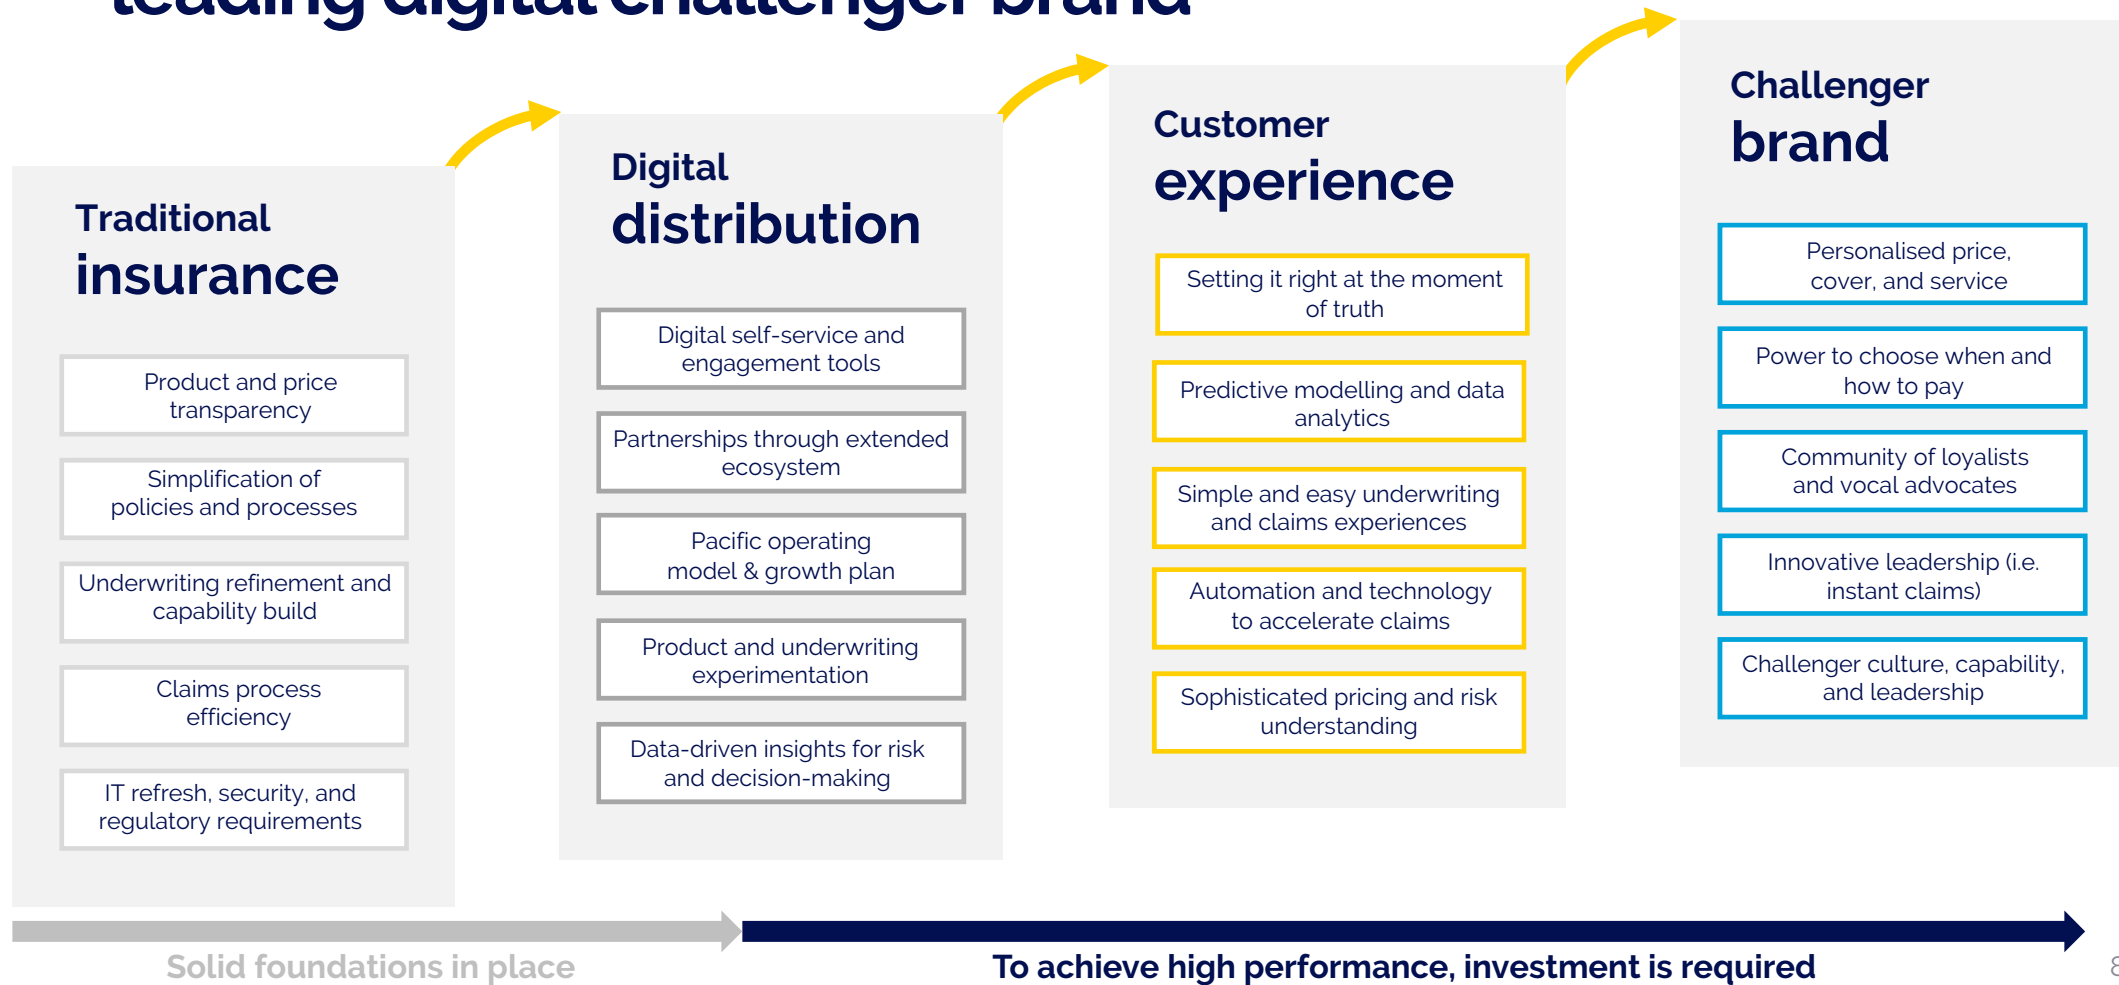 leading digital challenger brand
Traditional
insurance
Product and price
transparency
Simplification of
policies and processes
Underwriting refinement and
capability build
Claims process
efficiency
IT refresh, security, and
regulatory requirements
Digital
distribution
Digital self-service and
engagement tools
Partnerships through extended
ecosystem
Pacific operating
model & growth plan
Product and underwriting
experimentation
Data-driven insights for risk
and decision-making
Customer
experience
Setting it right at the moment
of truth
Predictive modelling and data
analytics
Simple and easy underwriting
and claims experiences
Automation and technology
to accelerate claims
Sophisticated pricing and risk
understanding
Challenger
brand
Personalised price,
cover, and service
Power to choose when and
how to pay
Community of loyalists
and vocal advocates
Innovative leadership (i.e.
instant claims)
Challenger culture, capability,
and leadership
Solid foundations in place
To achieve high performance, investment is required